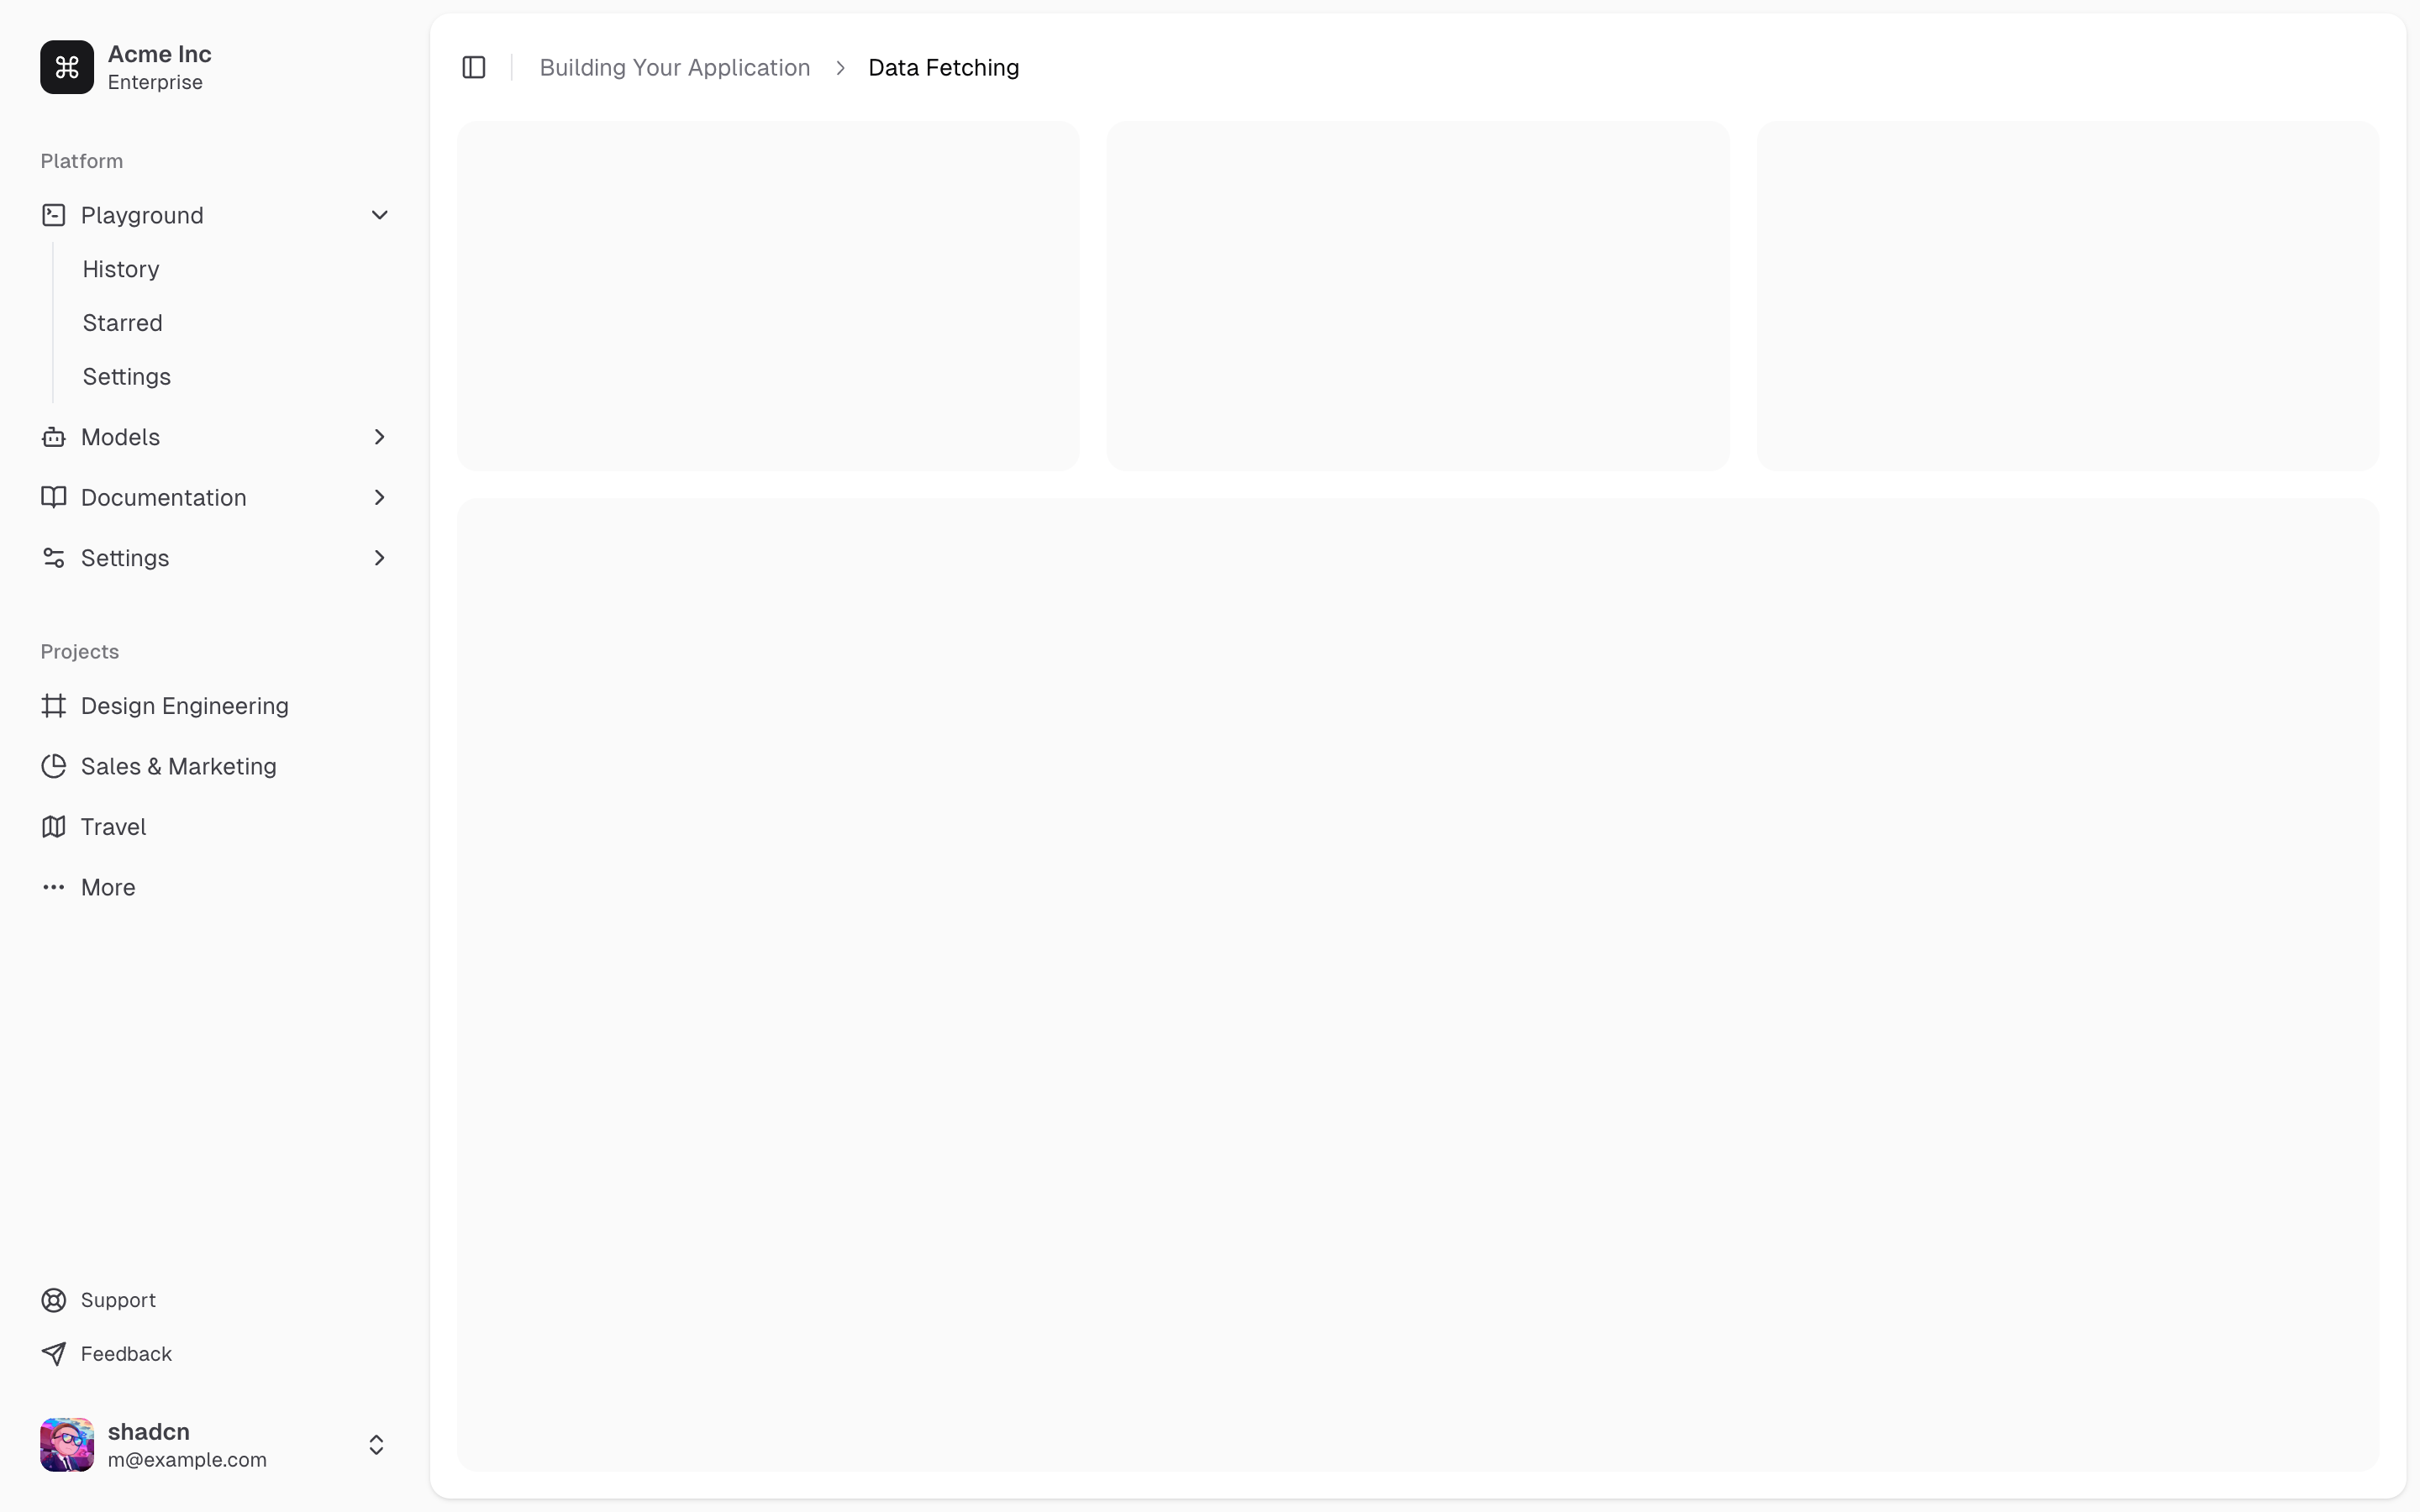 Acme Inc
Enterprise
Platform
Playground
History
Starred
Settings
Models
Documentation
Settings
Projects
Design Engineering
Sales & Marketing
Travel
More
Support
Feedback
shadcn
m@example.com
Building Your Application
Data Fetching